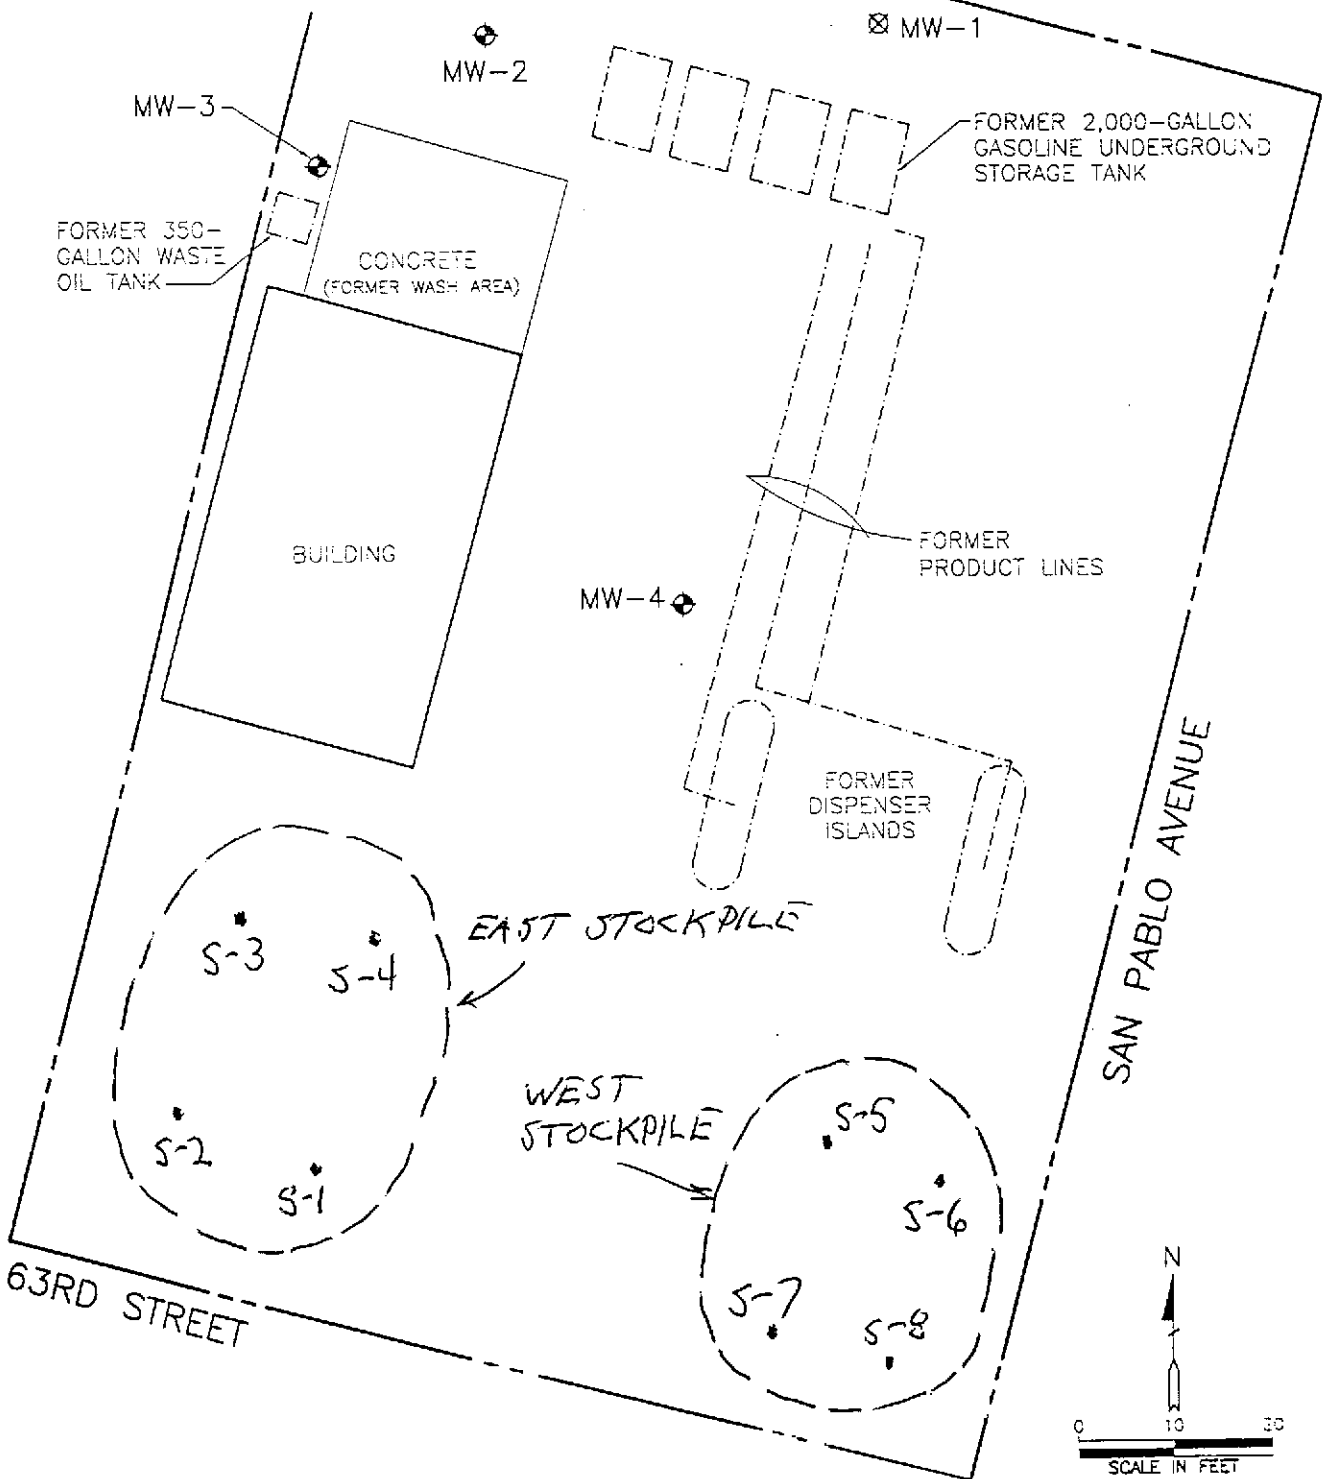 MW-1
MW-2
MW-3
FORMER 2,000-GALLON
GASOLINE UNDERGROUND
STORAGE TANK
FORMER 350-
GALLON WASTE
OIL TANK
CONCRETE
(FORMER WASH AREA)
BUILDING
FORMER
PRODUCT LINES
MW-4
FORMER
DISPENSER
ISLANDS
SAN PABLO AVENUE
EAST STOCKPILE
S-3
S-4
WEST
STOCKPILE
S-5
S-2
S-1
S-6
S-7
S-8
63RD STREET
N
0 10
SCALE IN FEET